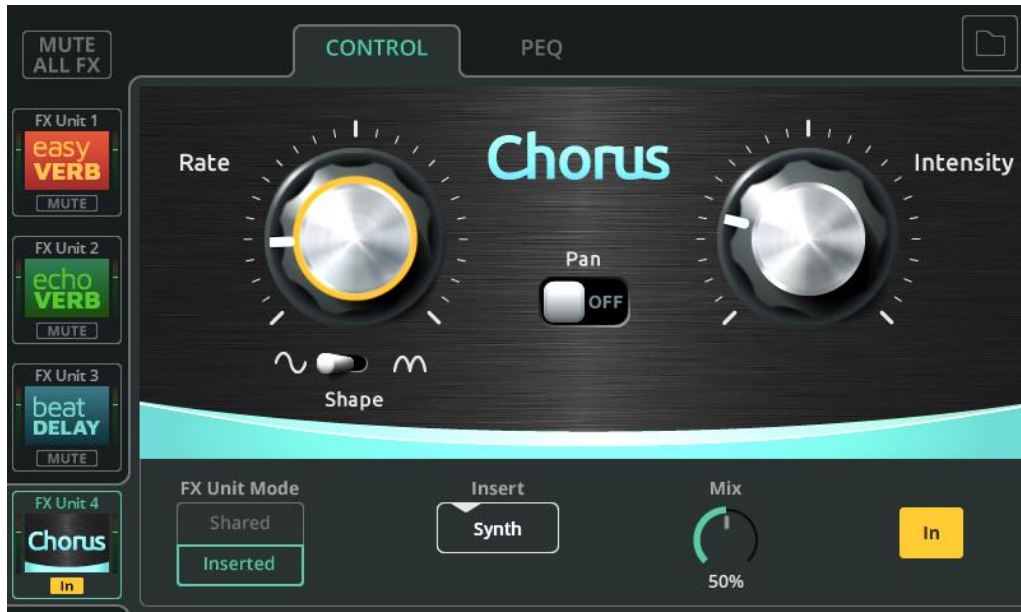 MUTE
ALL FX
CONTROL
PEQ
FX Unit 1
easy
VERB
MUTE
FX Unit 2
echo
VERB
MUTE
FX Unit 3
beat
DELAY
MUTE
FX Unit 4
Chorus
In
Rate
Chorus
Intensity
Pan
OFF
Shape
FX Unit Mode
Shared
Inserted
Insert
Synth
Mix
50%
In